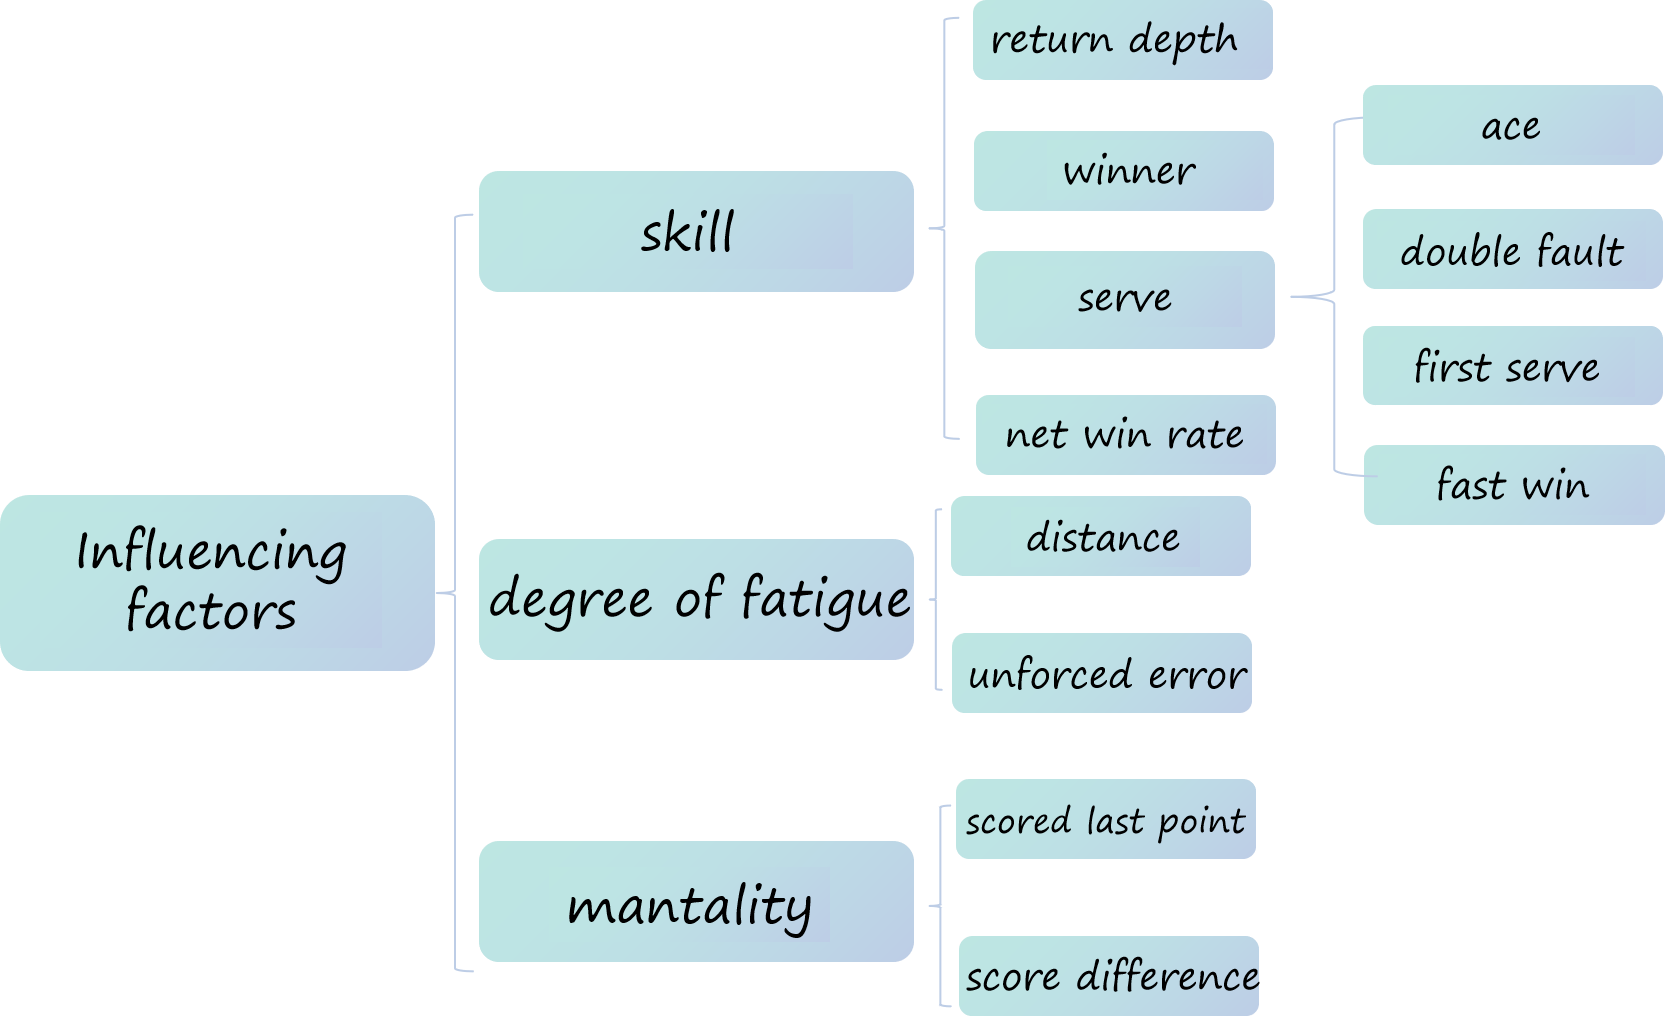 Influencing
factors
skill
return depth
winner
serve
ace
double fault
first serve
fast win
net win rate
degree of fatigue
distance
unforced error
mantality
scored last point
score difference